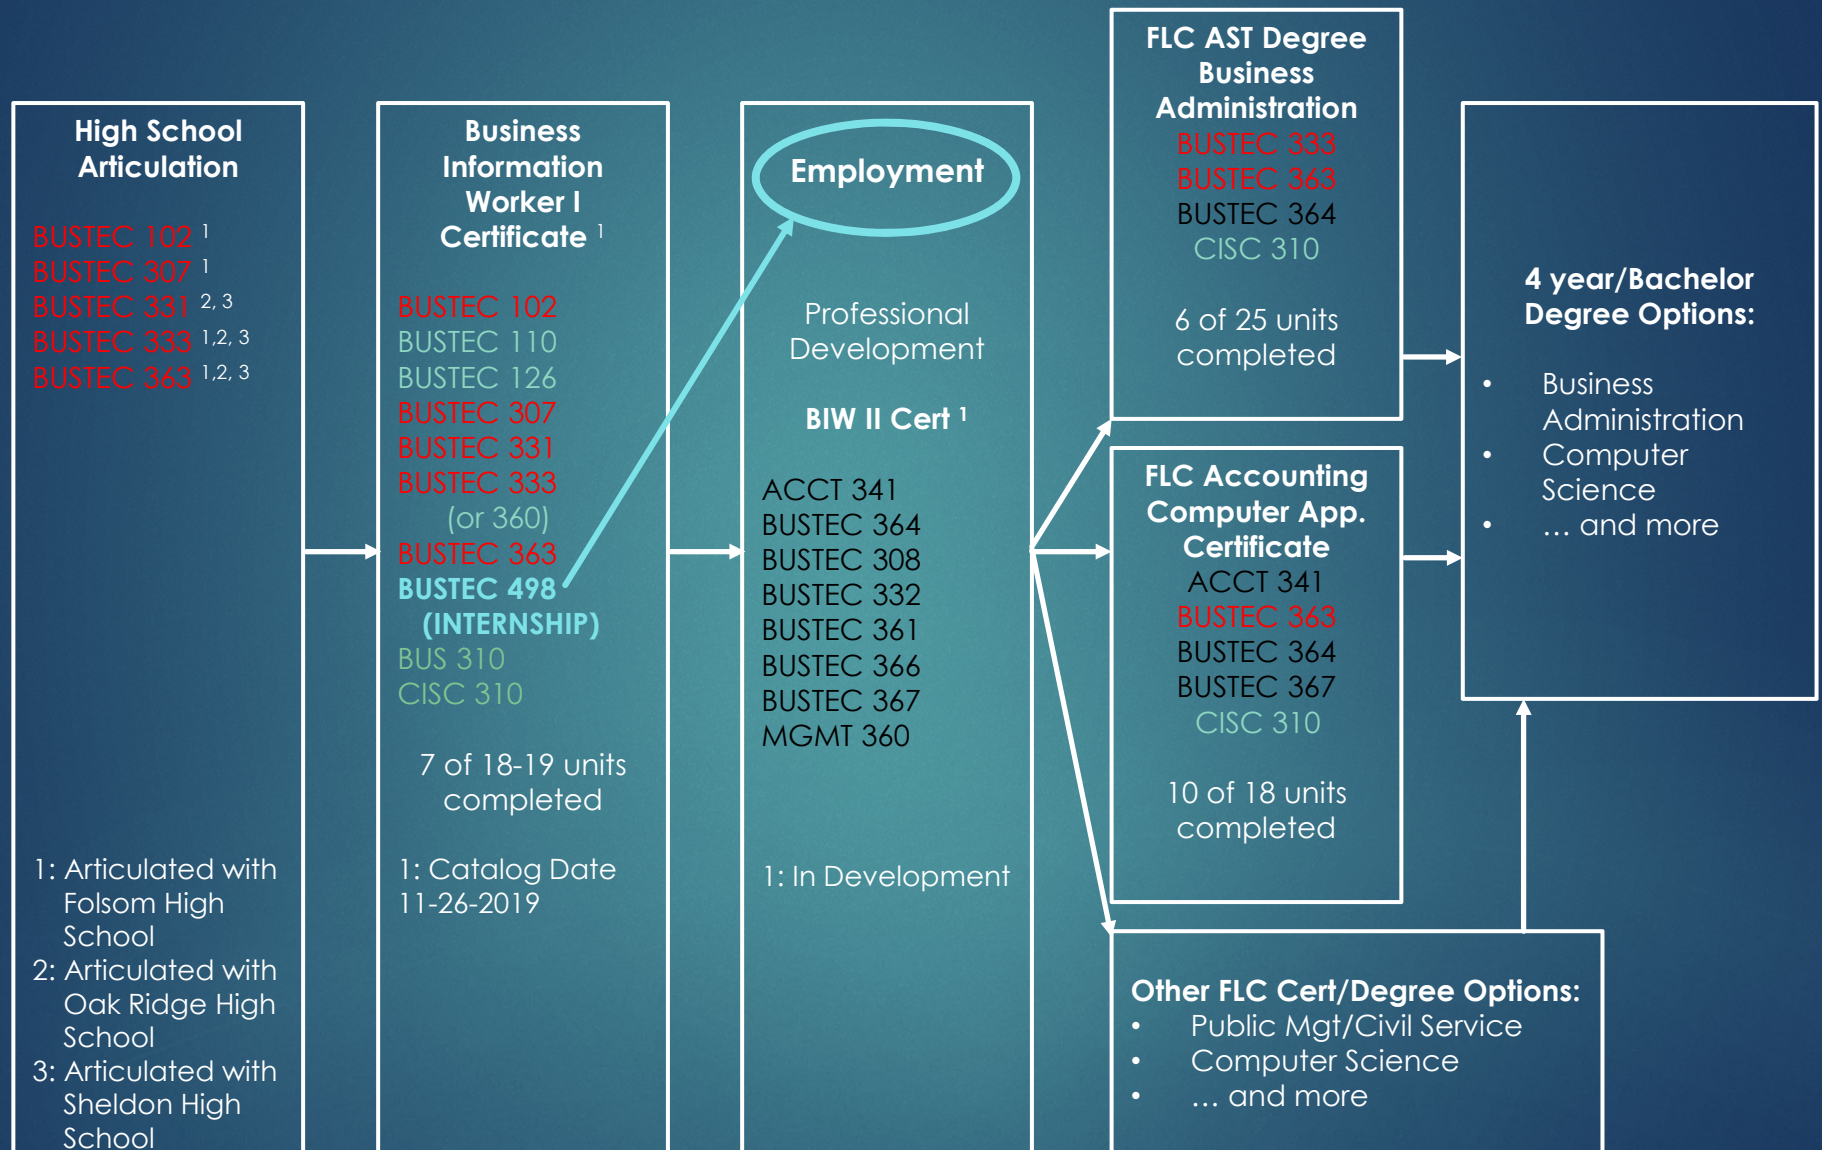 High School
Articulation
BUSTEC 102 1
BUSTEC 307 1
BUSTEC 331 2, 3
BUSTEC 333 1,2, 3
BUSTEC 363 1,2, 3
1: Articulated with
Folsom High
School
2: Articulated with
Oak Ridge High
School
3: Articulated with
Sheldon High
School
Business
Information
Worker I
Certificate 1
BUSTEC 102
BUSTEC 110
BUSTEC 126
BUSTEC 307
BUSTEC 331
BUSTEC 333
(or 360)
BUSTEC 363
BUSTEC 498
(INTERNSHIP)
BUS 310
CISC 310
7 of 18-19 units
completed
1: Catalog Date
11-26-2019
Employment
Professional
Development
BIW II Cert 1
ACCT 341
BUSTEC 364
BUSTEC 308
BUSTEC 332
BUSTEC 361
BUSTEC 366
BUSTEC 367
MGMT 360
1: In Development
FLC AST Degree
Business
Administration
BUSTEC 333
BUSTEC 363
BUSTEC 364
CISC 310
6 of 25 units
completed
FLC Accounting
Computer App.
Certificate
ACCT 341
BUSTEC 363
BUSTEC 364
BUSTEC 367
CISC 310
10 of 18 units
completed
Other FLC Cert/Degree Options:
• Public Mgt/Civil Service
• Computer Science
• … and more
4 year/Bachelor
Degree Options:
• Business
Administration
• Computer
Science
• … and more